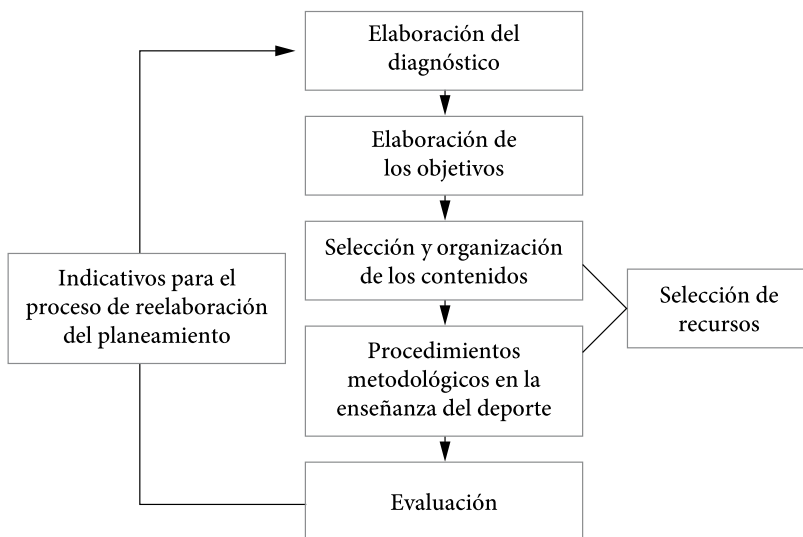 Elaboración del
diagnóstico
Elaboración de
los objetivos
Selección y organización
de los contenidos
Indicativos para el
proceso de reelaboración
del planeamiento
Selección de
recursos
Procedimientos
metodológicos en la
enseñanza del deporte
Evaluación